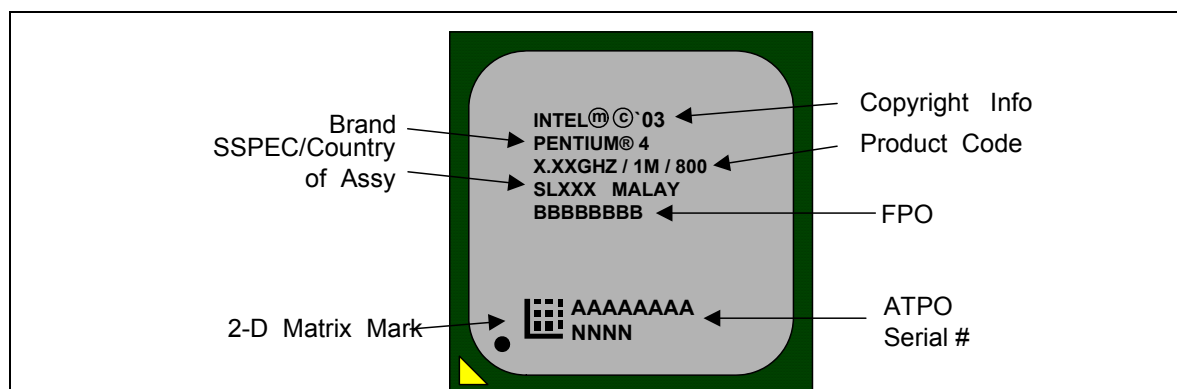 Brand
SSPEC/Country
of Assy
2-D Matrix Mark
INTELⓜ ⓒ`03
PENTIUM® 4
X.XXGHZ / 1M / 800
SLXXX MALAY
BBBBBBBB
AAAAAAAA
NNNN
Copyright Info
Product Code
FPO
ATPO
Serial #